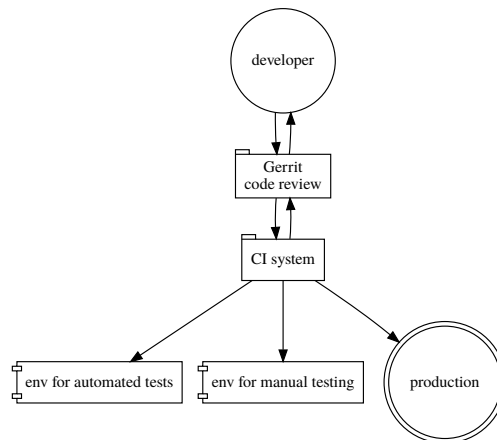 developer
Gerrit
code review
CI system
env for automated tests
env for manual testing
production